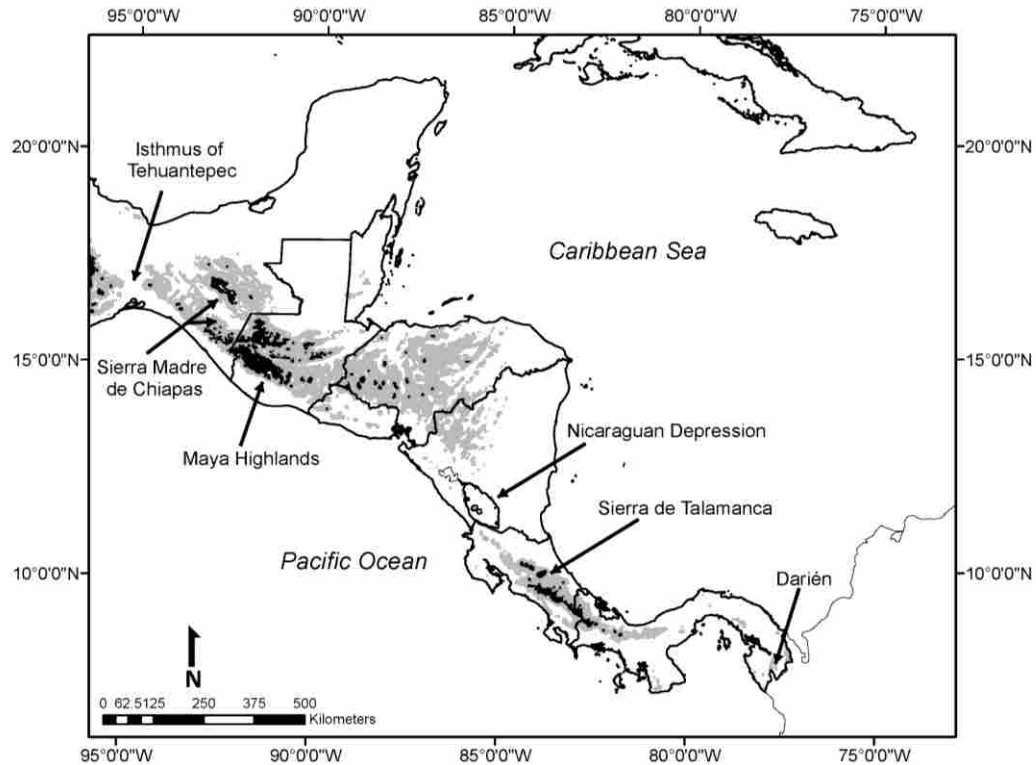 95°0'0"W 90°0'0"W 85°0'0"W 80°0'0"W 75°0'0"W
20°0'0"N 20°0'0"N
Isthmus of
Tehuantepec
Caribbean Sea
15°0'0"N 15°0'0"N
Sierra Madre
de Chiapas
Maya Highlands
Nicaraguan Depression
Sierra de Talamanca
Pacific Ocean
10°0'0"N 10°0'0"N
Darién
N
0 62.5125 250 375 500
Kilometers
95°0'0"W 90°0'0"W 85°0'0"W 80°0'0"W 75°0'0"W